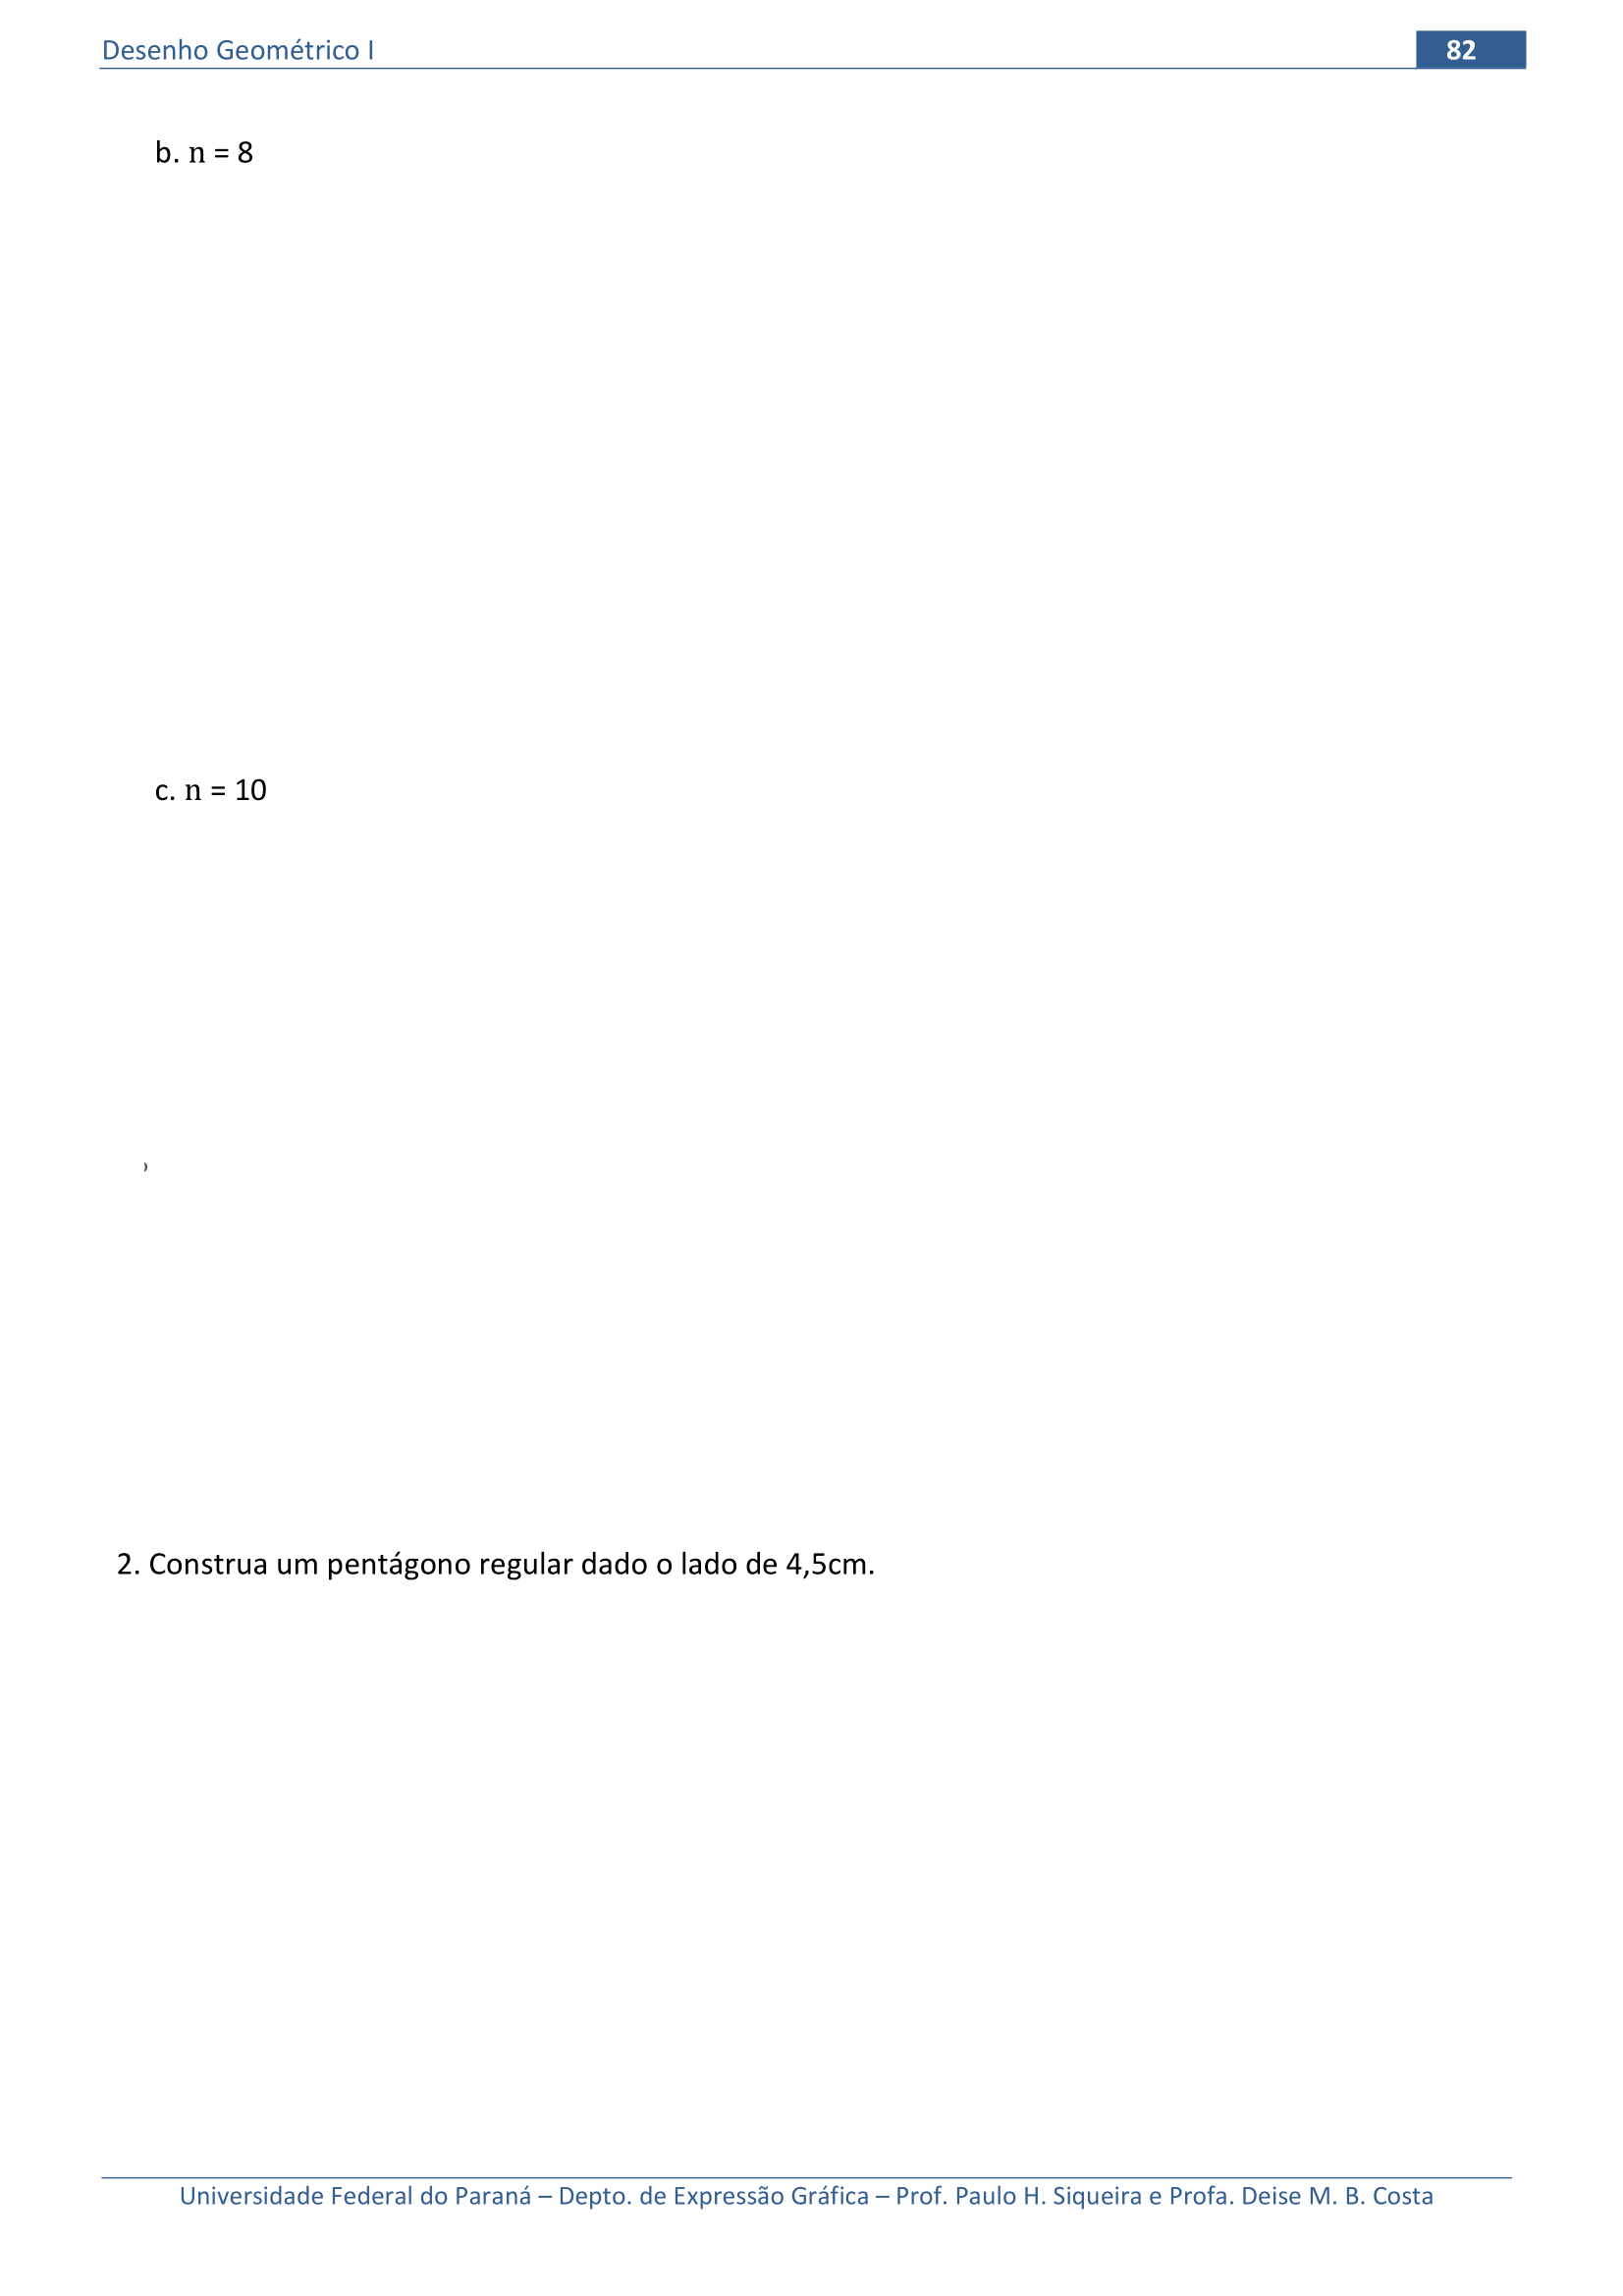 Desenho Geométrico I 82
b. n = 8
c. n = 10
2. Construa um pentágono regular dado o lado de 4,5cm.
Universidade Federal do Paraná – Depto. de Expressão Gráfica – Prof. Paulo H. Siqueira e Profa. Deise M. B. Costa